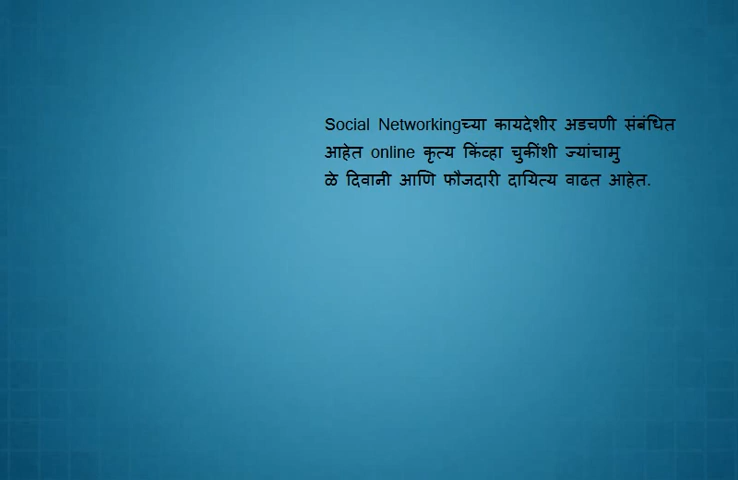 Social Networkingच्या कायदेशीर अडचणी संबंधित
आहेत online कृत्य किंव्हा चुकींशी ज्यांचामु
ळे दिवानी आणि फौजदारी दायित्य वाढत आहेत.